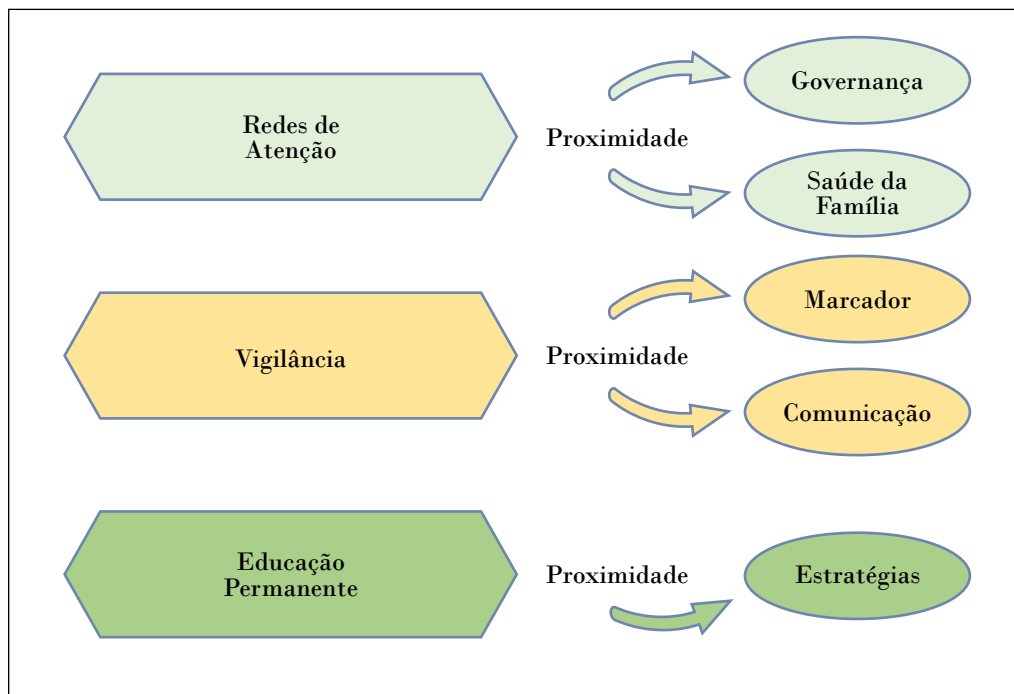 Redes de
Atenção
Proximidade
Governança
Saúde da
Família
Vigilância
Proximidade
Marcador
Comunicação
Educação
Permanente
Proximidade
Estratégias